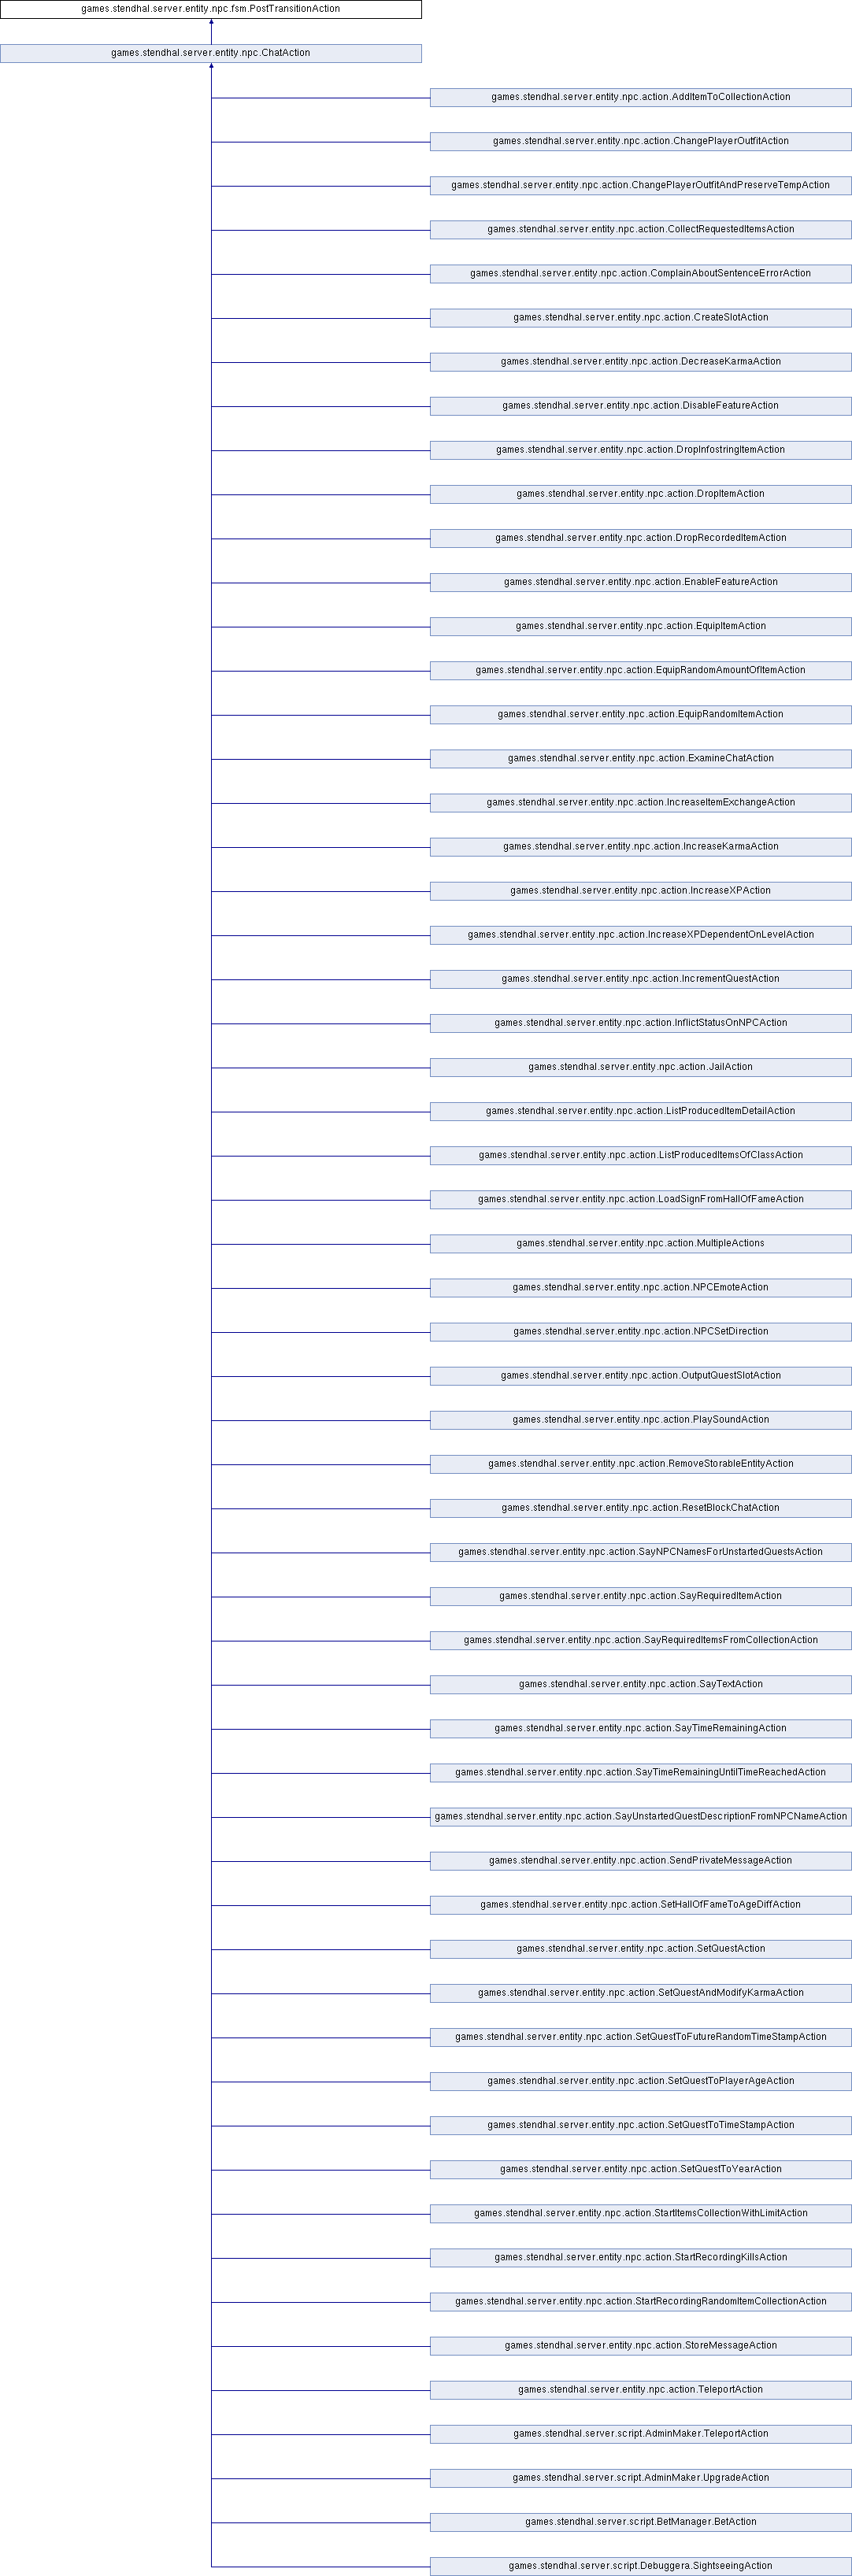 games.stendhal.server.entity.npc.fsm.PostTransitionAction
games.stendhal.server.entity.npc.ChatAction
games.stendhal.server.entity.npc.action.AddItemToCollectionAction
games.stendhal.server.entity.npc.action.ChangePlayerOutfitAction
games.stendhal.server.entity.npc.action.ChangePlayerOutfitAndPreserveTempAction
games.stendhal.server.entity.npc.action.CollectRequestedItemsAction
games.stendhal.server.entity.npc.action.ComplainAboutSentenceErrorAction
games.stendhal.server.entity.npc.action.CreateSlotAction
games.stendhal.server.entity.npc.action.DecreaseKarmaAction
games.stendhal.server.entity.npc.action.DisableFeatureAction
games.stendhal.server.entity.npc.action.DropInfostringItemAction
games.stendhal.server.entity.npc.action.DropItemAction
games.stendhal.server.entity.npc.action.DropRecordedItemAction
games.stendhal.server.entity.npc.action.EnableFeatureAction
games.stendhal.server.entity.npc.action.EquipItemAction
games.stendhal.server.entity.npc.action.EquipRandomAmountOfItemAction
games.stendhal.server.entity.npc.action.EquipRandomItemAction
games.stendhal.server.entity.npc.action.ExamineChatAction
games.stendhal.server.entity.npc.action.IncreaseItemExchangeAction
games.stendhal.server.entity.npc.action.IncreaseKarmaAction
games.stendhal.server.entity.npc.action.IncreaseXPAction
games.stendhal.server.entity.npc.action.IncreaseXPDependentOnLevelAction
games.stendhal.server.entity.npc.action.IncrementQuestAction
games.stendhal.server.entity.npc.action.InflictStatusOnNPCAction
games.stendhal.server.entity.npc.action.JailAction
games.stendhal.server.entity.npc.action.ListProducedItemDetailAction
games.stendhal.server.entity.npc.action.ListProducedItemsOfClassAction
games.stendhal.server.entity.npc.action.LoadSignFromHallOfFameAction
games.stendhal.server.entity.npc.action.MultipleActions
games.stendhal.server.entity.npc.action.NPCEmoteAction
games.stendhal.server.entity.npc.action.NPCSetDirection
games.stendhal.server.entity.npc.action.OutputQuestSlotAction
games.stendhal.server.entity.npc.action.PlaySoundAction
games.stendhal.server.entity.npc.action.RemoveStorableEntityAction
games.stendhal.server.entity.npc.action.ResetBlockChatAction
games.stendhal.server.entity.npc.action.SayNPCNamesForUnstartedQuestsAction
games.stendhal.server.entity.npc.action.SayRequiredItemAction
games.stendhal.server.entity.npc.action.SayRequiredItemsFromCollectionAction
games.stendhal.server.entity.npc.action.SayTextAction
games.stendhal.server.entity.npc.action.SayTimeRemainingAction
games.stendhal.server.entity.npc.action.SayTimeRemainingUntilTimeReachedAction
games.stendhal.server.entity.npc.action.SayUnstartedQuestDescriptionFromNPCNameAction
games.stendhal.server.entity.npc.action.SendPrivateMessageAction
games.stendhal.server.entity.npc.action.SetHallOfFameToAgeDiffAction
games.stendhal.server.entity.npc.action.SetQuestAction
games.stendhal.server.entity.npc.action.SetQuestAndModifyKarmaAction
games.stendhal.server.entity.npc.action.SetQuestToFutureRandomTimeStampAction
games.stendhal.server.entity.npc.action.SetQuestToPlayerAgeAction
games.stendhal.server.entity.npc.action.SetQuestToTimeStampAction
games.stendhal.server.entity.npc.action.SetQuestToYearAction
games.stendhal.server.entity.npc.action.StartItemsCollectionWithLimitAction
games.stendhal.server.entity.npc.action.StartRecordingKillsAction
games.stendhal.server.entity.npc.action.StartRecordingRandomItemCollectionAction
games.stendhal.server.entity.npc.action.StoreMessageAction
games.stendhal.server.entity.npc.action.TeleportAction
games.stendhal.server.script.AdminMaker.TeleportAction
games.stendhal.server.script.AdminMaker.UpgradeAction
games.stendhal.server.script.BetManager.BetAction
games.stendhal.server.script.Debuggera.SightseeingAction